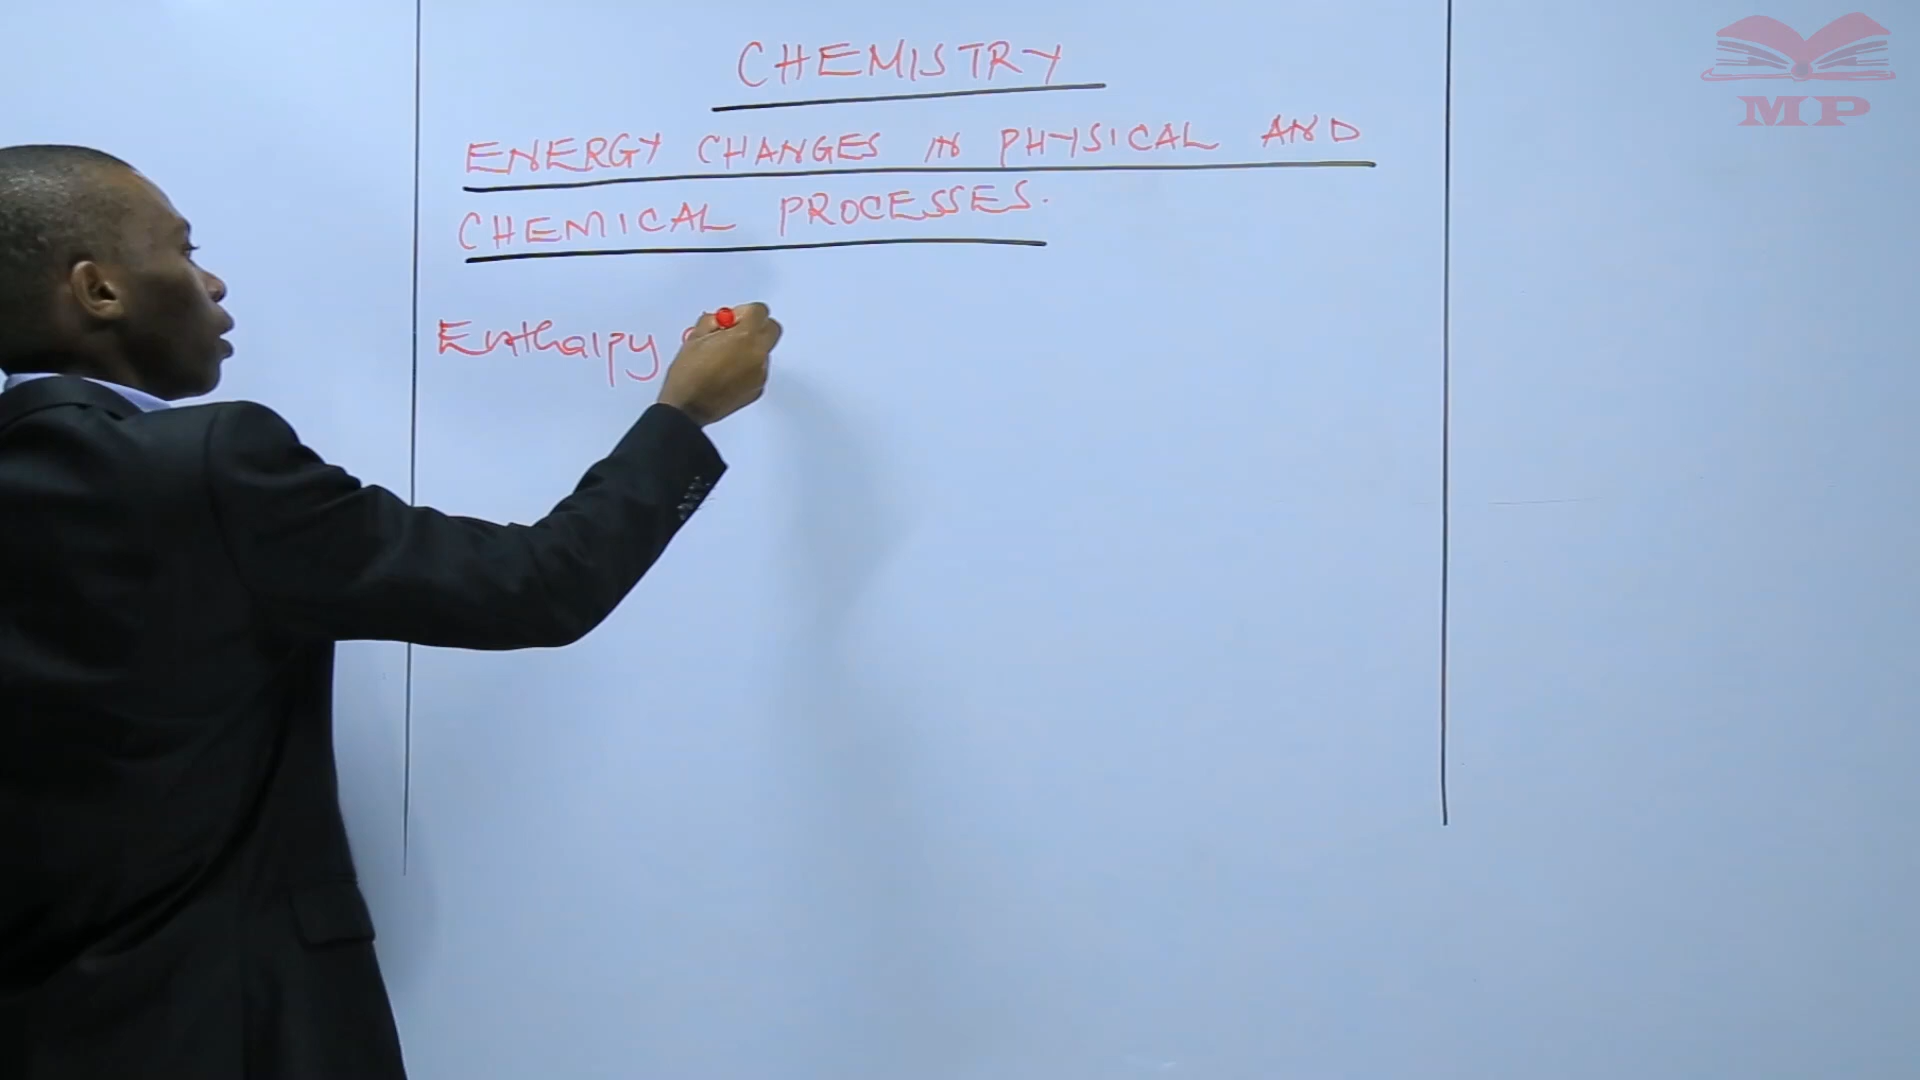 CHEMISTRY
ENERGY CHANGES IN PHYSICAL AND
CHEMICAL PROCESSES.
Enthalpy
MP